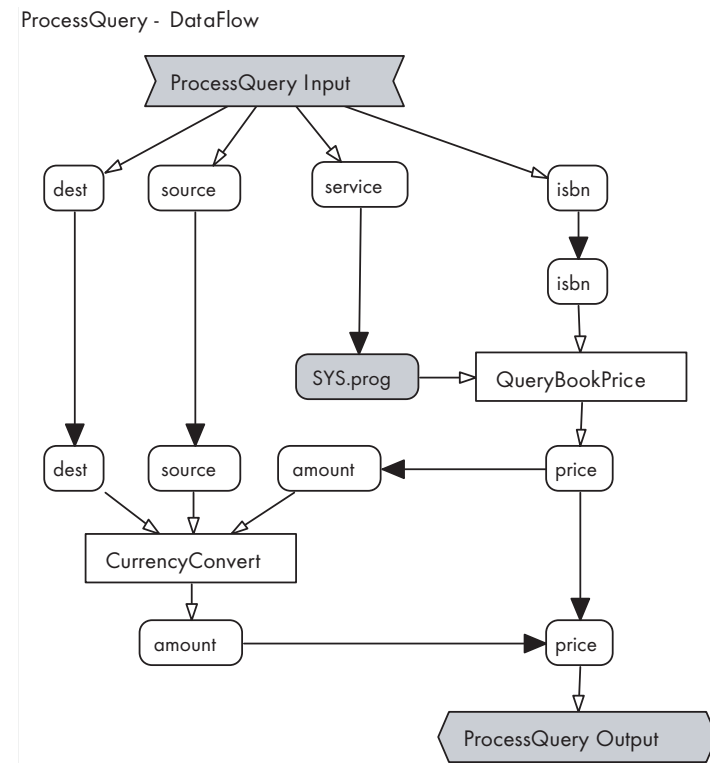 ProcessQuery - DataFlow
ProcessQuery Input
dest
source
service
isbn
isbn
SYS.prog
QueryBookPrice
dest
source
amount
price
CurrencyConvert
amount
price
ProcessQuery Output